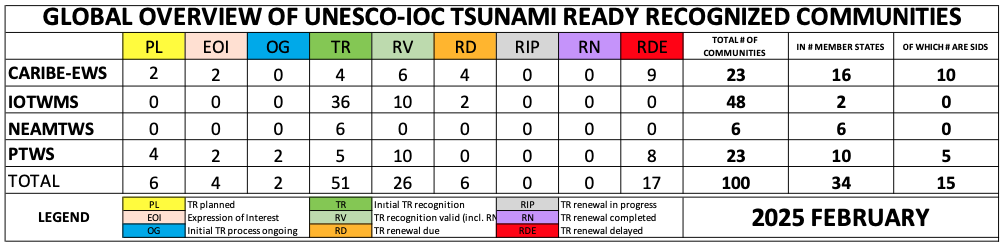 GLOBAL OVERVIEW OF UNESCO-IOC TSUNAMI READY RECOGNIZED COMMUNITIES
PL EOI OG TR RV RD RIP RN RDE TOTAL # OF COMMUNITIES IN # MEMBER STATES OF WHICH # ARE SIDS
CARIBE-EWS 2 2 0 4 6 4 0 0 9 23 16 10
IOTWMS 0 0 0 36 10 2 0 0 0 48 2 0
NEAMTWS 0 0 0 6 0 0 0 0 0 6 6 0
PTWS 4 2 2 5 10 0 0 0 8 23 10 5
TOTAL 6 4 2 51 26 6 0 0 17 100 34 15
LEGEND
PL TR planned TR Initial TR recognition RIP TR renewal in progress
EOI Expression of Interest RV TR recognition valid (incl. RN RN TR renewal completed
OG Initial TR process ongoing RD TR renewal due RDE TR renewal delayed
2025 FEBRUARY